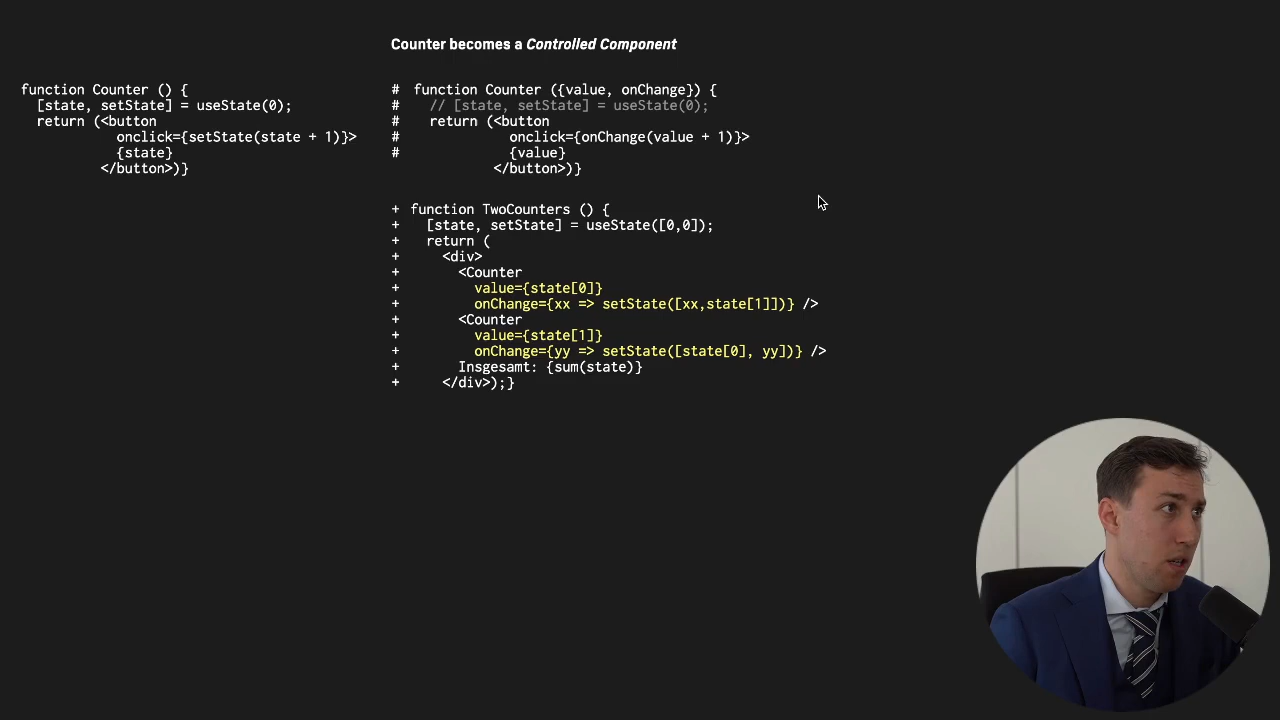 Counter becomes a Controlled Component
function Counter () {
[state, setState] = useState(0);
return (<button
onclick={setState(state + 1)}>
{state}
</button>)}
# function Counter ({value, onChange}) {
# // [state, setState] = useState(0);
# return (<button
# onclick={onChange(value + 1)}>
# {value}
</button>)}
+ function TwoCounters () {
+ [state, setState] = useState([0,0]);
+ return (
+ <div>
+ <Counter
+ value={state[0]}
+ onChange={xx => setState([xx,state[1]])} />
+ <Counter
+ value={state[1]}
+ onChange={yy => setState([state[0], yy])} />
+ Insgesamt: {sum(state)}
+ </div>);}